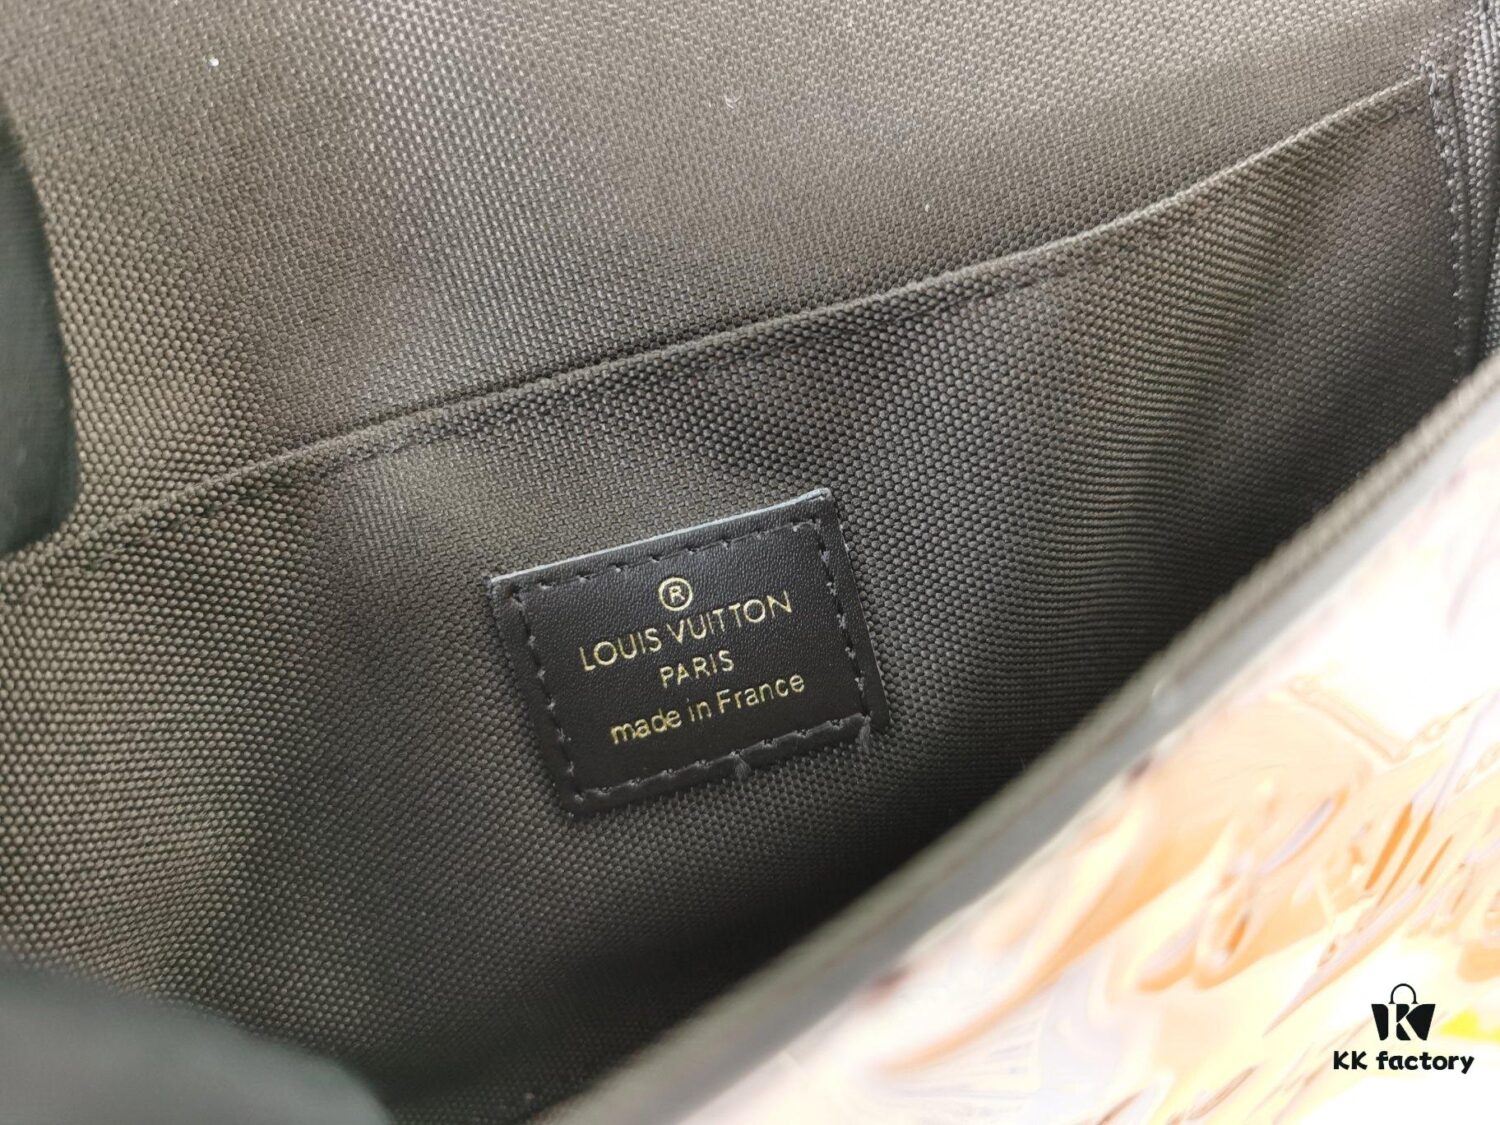 ®
LOUIS VUITTON
PARIS
made in France
KK factory